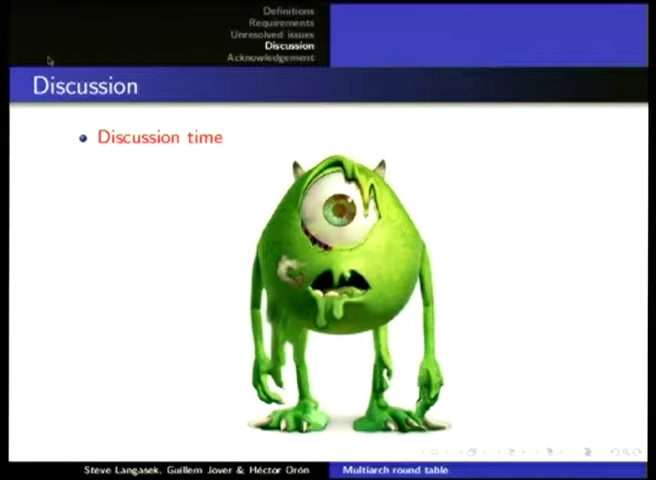 Definitions
Requirements
Unresolved issues
Discussion
Acknowledgement
Discussion
Discussion time
Steve Langasek, Guillem Jover & Héctor Orón
Multiarch round table